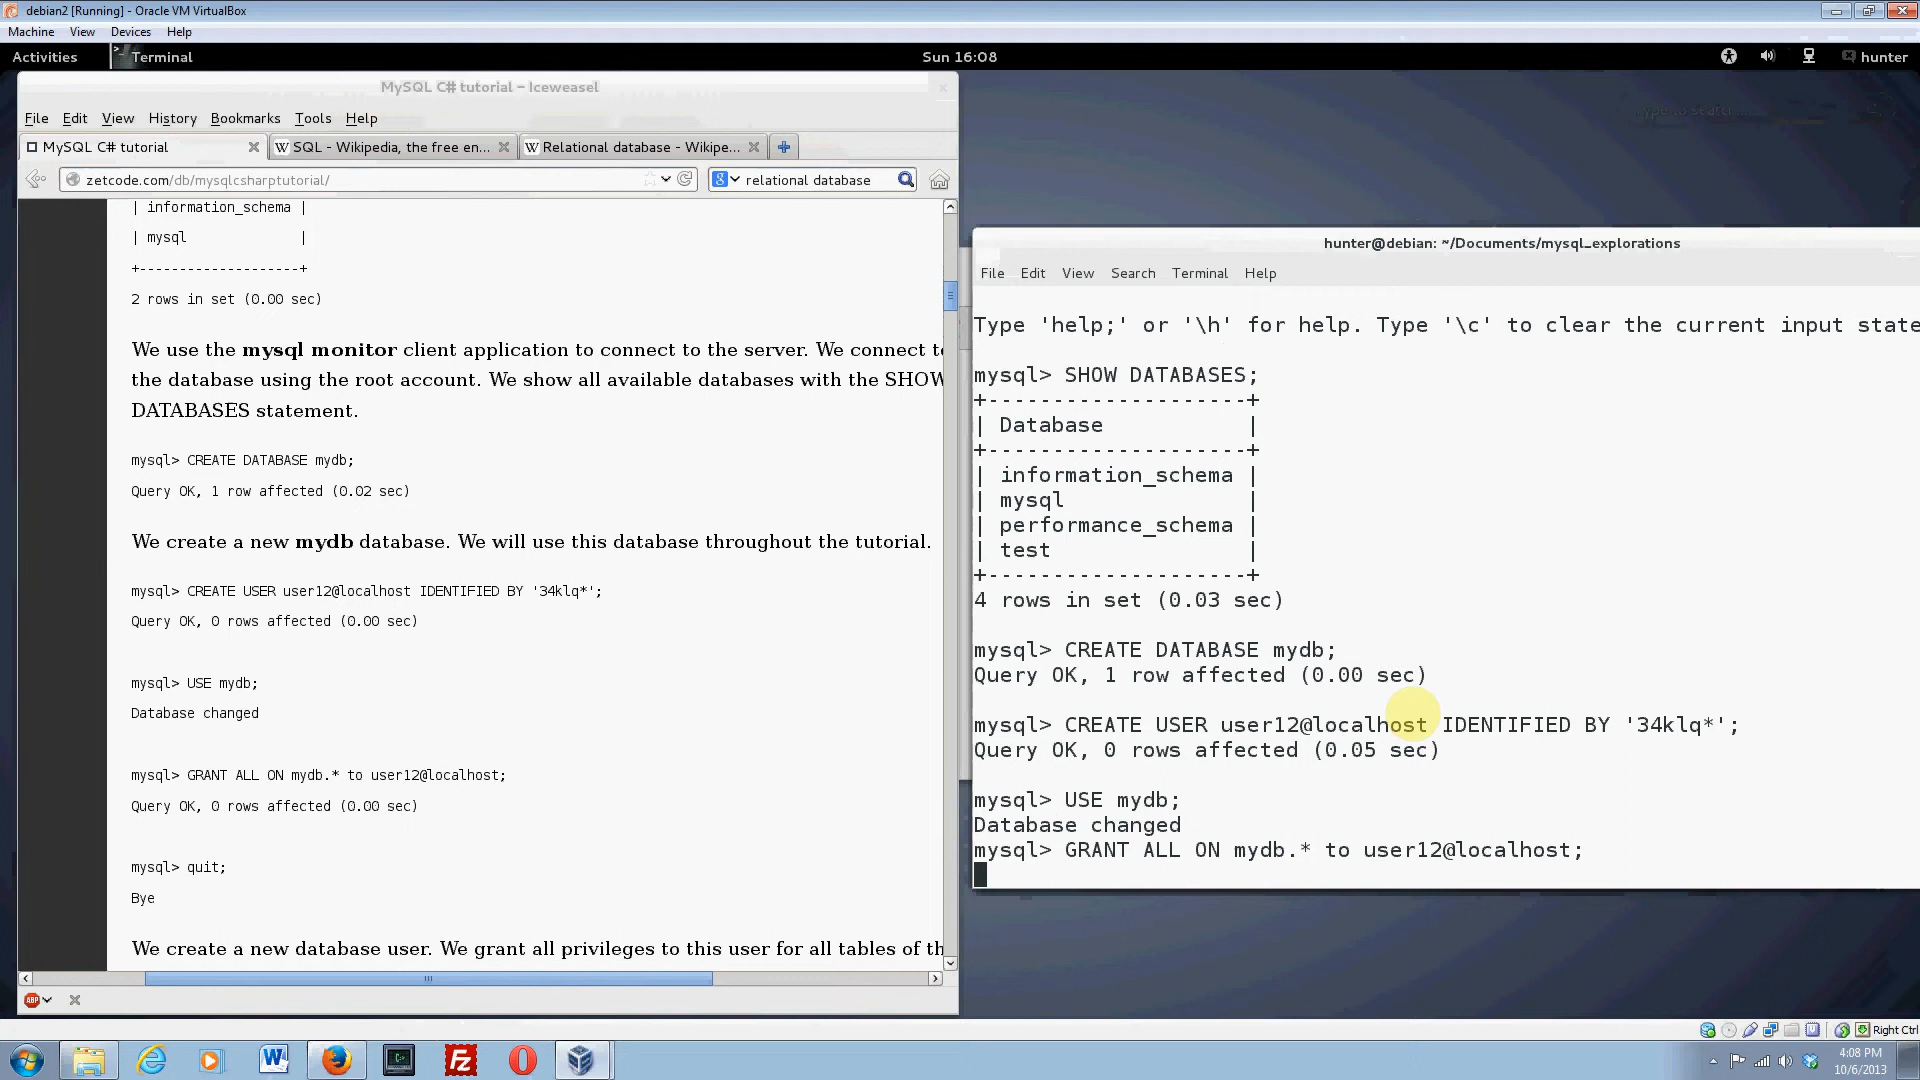 debian2 [Running] - Oracle VM VirtualBox
Machine View Devices Help
Activities Terminal Sun 16:08 hunter
MySQL C# tutorial - Iceweasel
File Edit View History Bookmarks Tools Help
MySQL C# tutorial SQL - Wikipedia, the free en... Relational database - Wikipe...
zetcode.com/db/mysqlcsharptutorial/ relational database
| information_schema |
| mysql |
+--------------------+
2 rows in set (0.00 sec)
We use the mysql monitor client application to connect to the server. We connect to
the database using the root account. We show all available databases with the SHOW
DATABASES statement.
mysql> CREATE DATABASE mydb;
Query OK, 1 row affected (0.02 sec)
We create a new mydb database. We will use this database throughout the tutorial.
mysql> CREATE USER user12@localhost IDENTIFIED BY '34klq*';
Query OK, 0 rows affected (0.00 sec)
mysql> USE mydb;
Database changed
mysql> GRANT ALL ON mydb.* to user12@localhost;
Query OK, 0 rows affected (0.00 sec)
mysql> quit;
Bye
We create a new database user. We grant all privileges to this user for all tables of th
ABP
Type to search...
hunter@debian: ~/Documents/mysql_explorations
File Edit View Search Terminal Help
Type 'help;' or '\h' for help. Type '\c' to clear the current input state
mysql> SHOW DATABASES;
+--------------------+
| Database |
+--------------------+
| information_schema |
| mysql |
| performance_schema |
| test |
+--------------------+
4 rows in set (0.03 sec)
mysql> CREATE DATABASE mydb;
Query OK, 1 row affected (0.00 sec)
mysql> CREATE USER user12@localhost IDENTIFIED BY '34klq*';
Query OK, 0 rows affected (0.05 sec)
mysql> USE mydb;
Database changed
mysql> GRANT ALL ON mydb.* to user12@localhost;
Right Ctrl
4:08 PM
10/6/2013